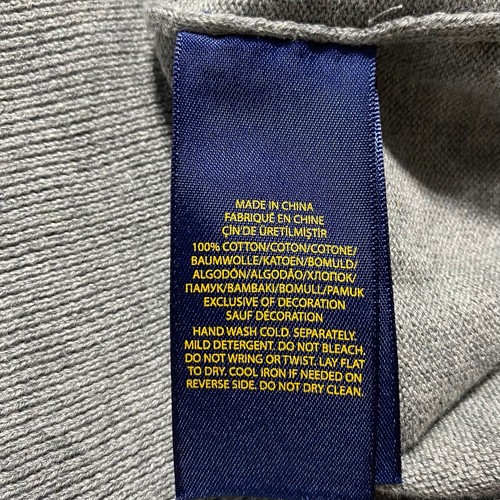 MADE IN CHINA
FABRIQUÉ EN CHINE
ÇİN'DE ÜRETİLMİŞTİR
100% COTTON/COTON/COTONE/
BAUMWOLLE/KATOEN/BOMULD/
ALGODÓN/ALGODÃO/ХЛОПОК/
ПАМУК/BAMBAKI/BOMULL/PAMUK
EXCLUSIVE OF DECORATION
SAUF DÉCORATION
HAND WASH COLD. SEPARATELY.
MILD DETERGENT. DO NOT BLEACH.
DO NOT WRING OR TWIST. LAY FLAT
TO DRY. COOL IRON IF NEEDED ON
REVERSE SIDE. DO NOT DRY CLEAN.